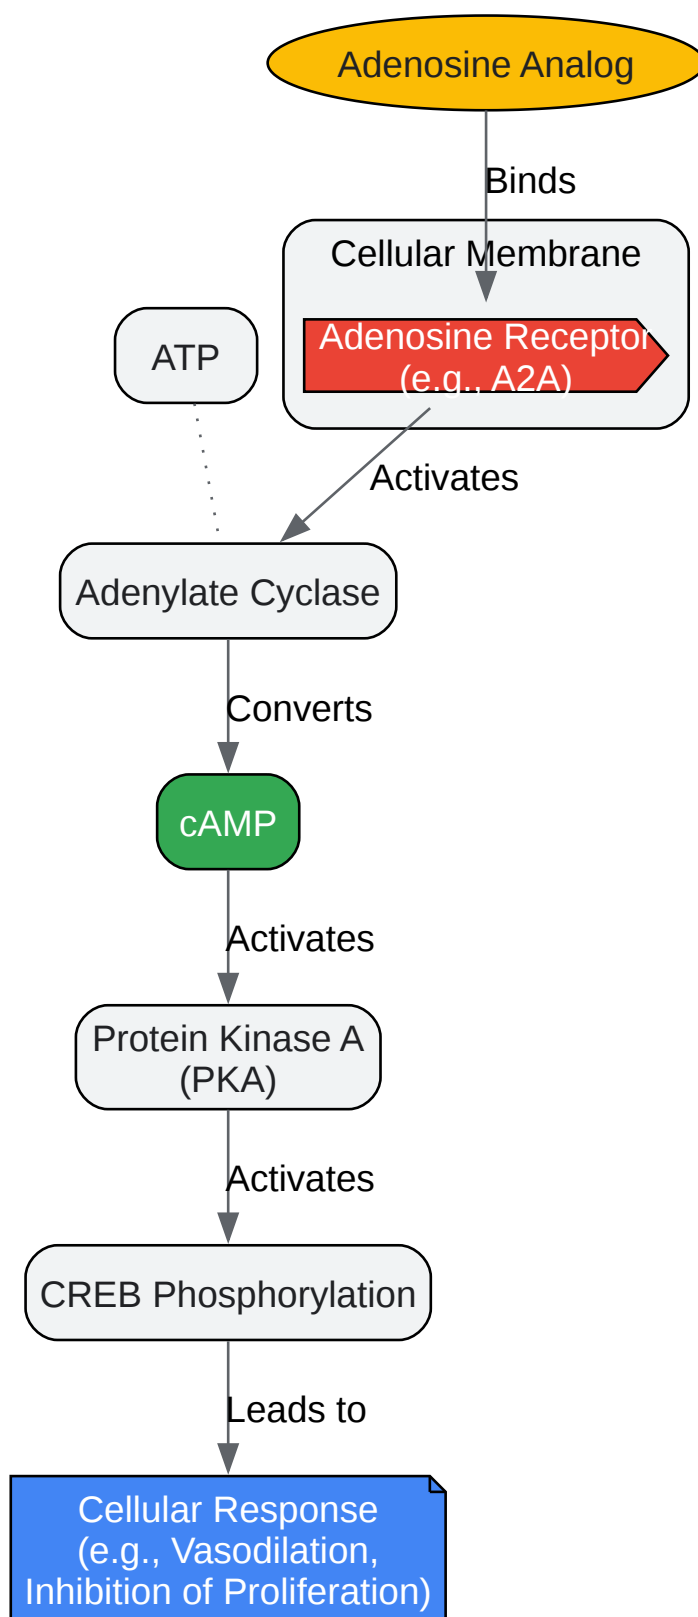 Adenosine Analog
Binds
Cellular Membrane
Adenosine Receptor
(e.g., A2A)
ATP
Activates
Adenylate Cyclase
Converts
cAMP
Activates
Protein Kinase A
(PKA)
Activates
CREB Phosphorylation
Leads to
Cellular Response
(e.g., Vasodilation,
Inhibition of Proliferation)